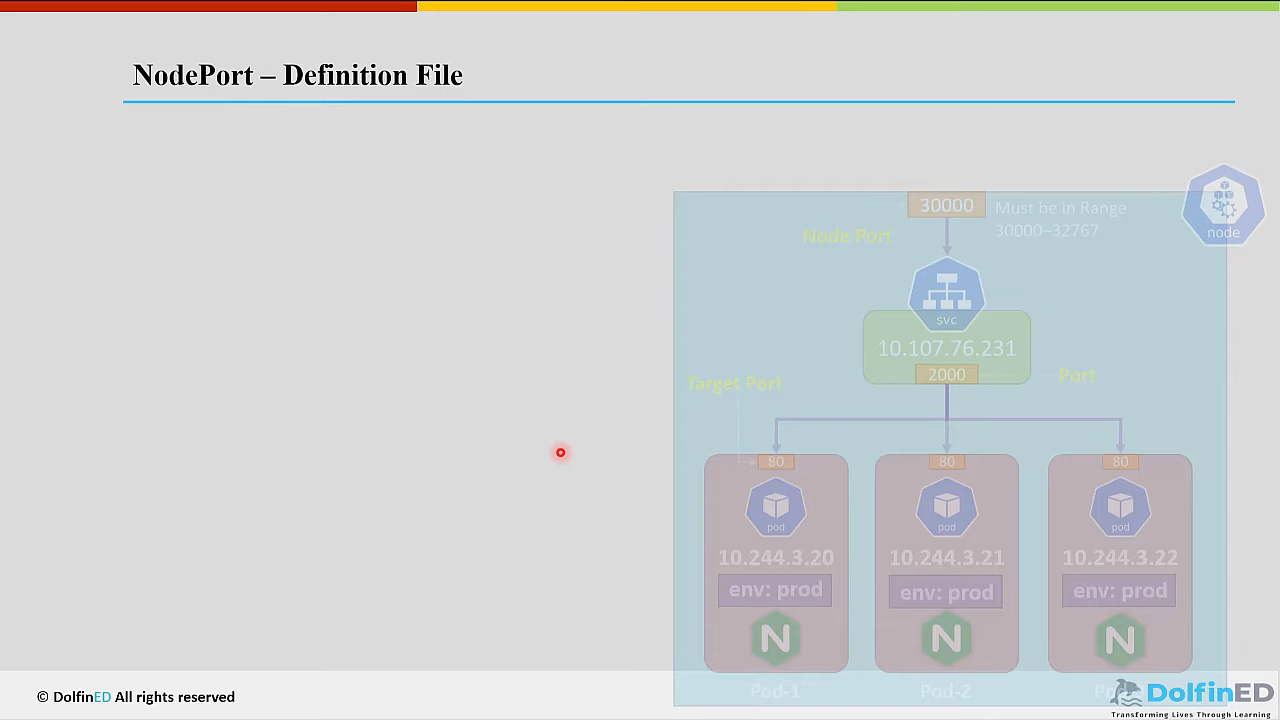 NodePort – Definition File
30000
Must be in Range
30000–32767
Node Port
node
svc
10.107.76.231
2000
Port
Target Port
80
80
80
pod
pod
pod
10.244.3.20
10.244.3.21
10.244.3.22
env: prod
env: prod
env: prod
N
N
N
Pod-1
Pod-2
© DolfinED All rights reserved
DolfinED
Transforming Lives Through Learning